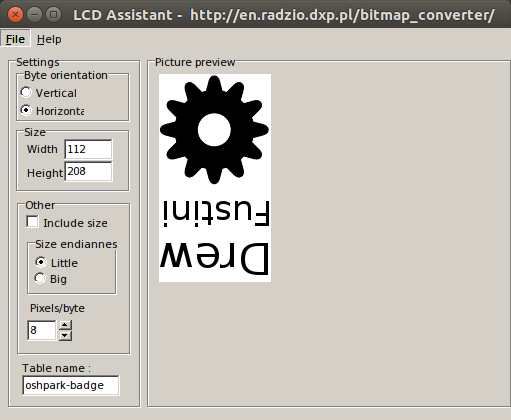 LCD Assistant - http://en.radzio.dxp.pl/bitmap_converter/
File Help
Settings
Byte orientation
Vertical
Horizonta
Size
Width 112
Height 208
Other
Include size
Size endiannes
Little
Big
Pixels/byte
8
Table name :
oshpark-badge
Picture preview
Drew
Fustini